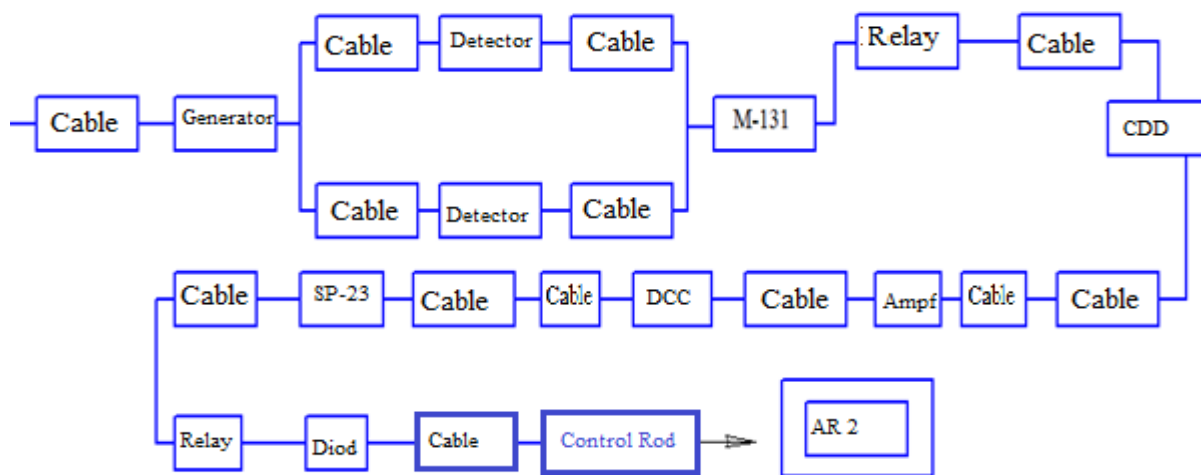 Cable
Detector
Cable
Relay
Cable
Cable
Generator
M-131
CDD
Cable
Detector
Cable
Cable
SP-23
Cable
Cable
DCC
Cable
Ampf
Cable
Cable
Relay
Diod
Cable
Control Rod
AR 2